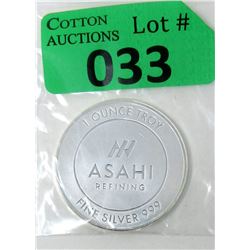 COTTON
AUCTIONS
Lot #
033
1 OUNCE TROY
ASAHI
REFINING
FINE SILVER 999